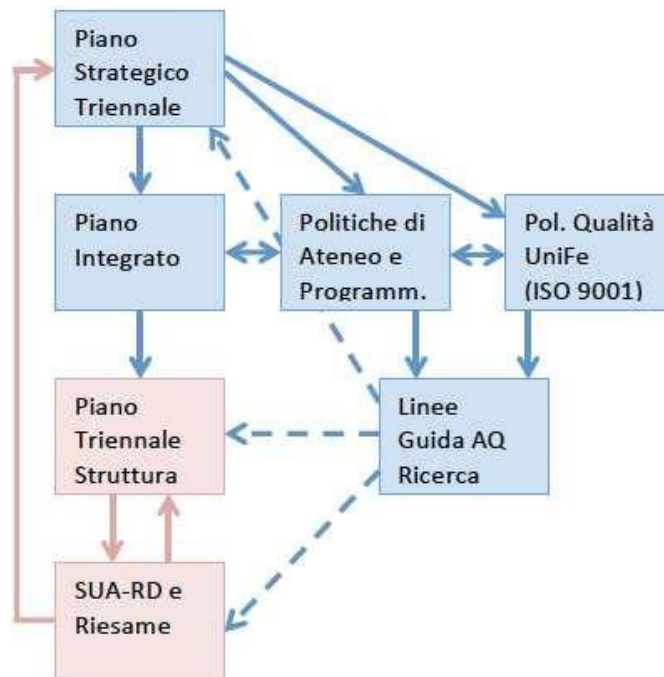 Piano
Strategico
Triennale
Piano
Integrato
Politiche di
Ateneo e
Programm.
Pol. Qualità
UniFe
(ISO 9001)
Piano
Triennale
Struttura
Linee
Guida AQ
Ricerca
SUA-RD e
Riesame